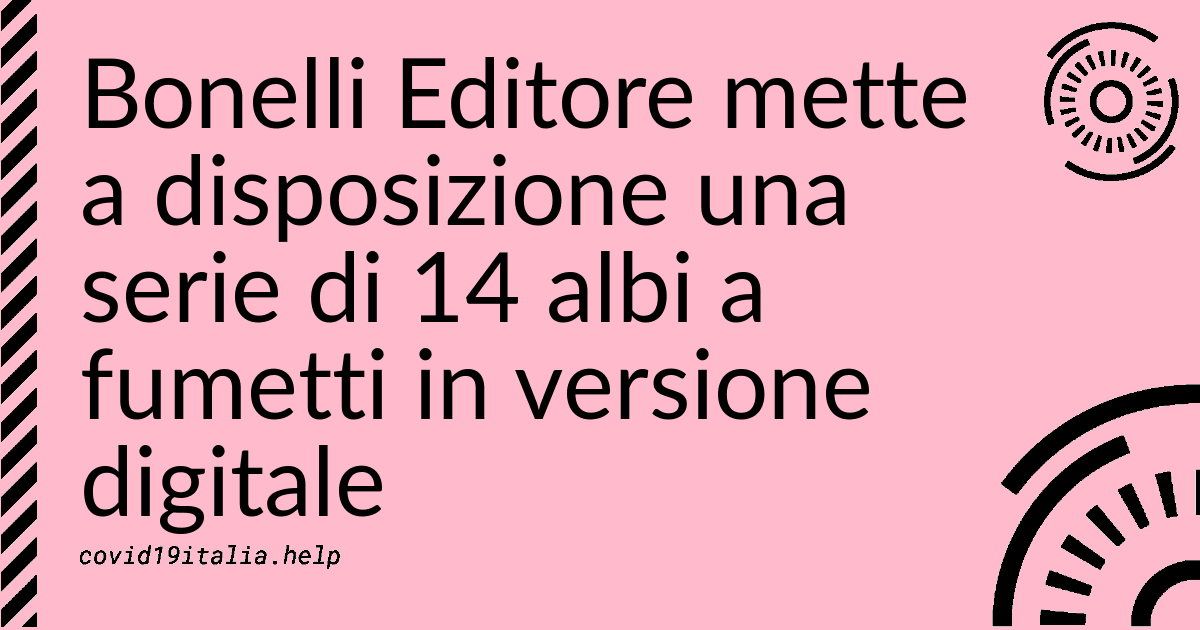 Bonelli Editore mette
a disposizione una
serie di 14 albi a
fumetti in versione
digitale
covid19italia.help